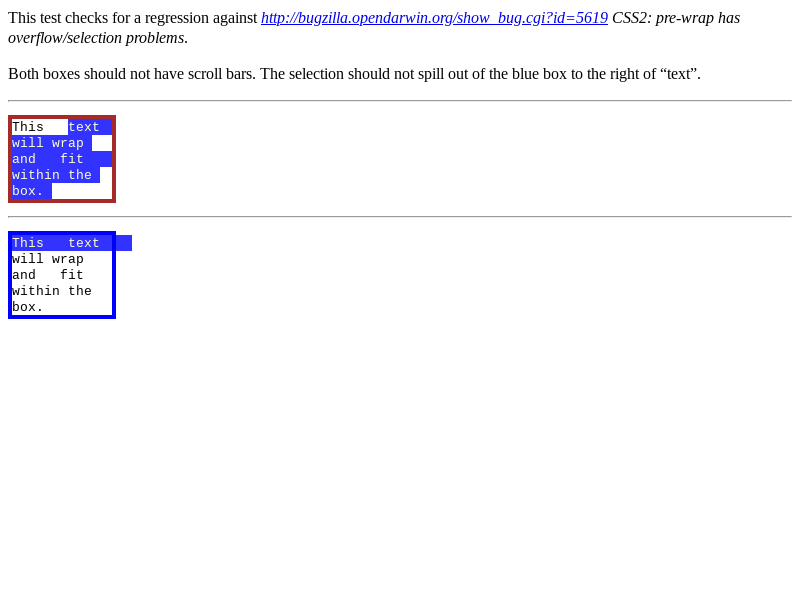 This test checks for a regression against http://bugzilla.opendarwin.org/show_bug.cgi?id=5619 CSS2: pre-wrap has
overflow/selection problems.
Both boxes should not have scroll bars. The selection should not spill out of the blue box to the right of “text”.
This   text
will wrap
and   fit
within the
box.
This   text
will wrap
and   fit
within the
box.